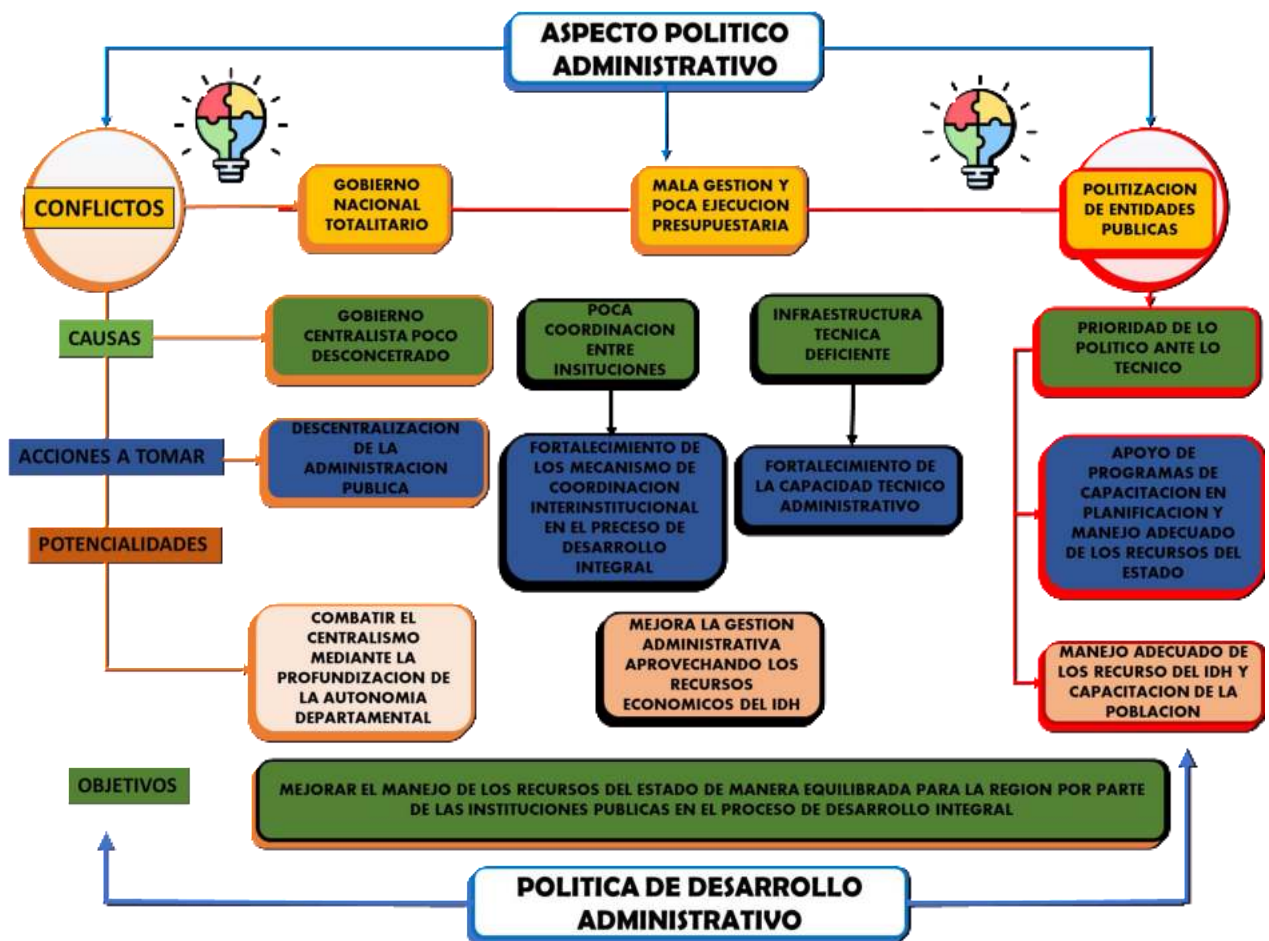 ASPECTO POLITICO
ADMINISTRATIVO
CONFLICTOS
GOBIERNO
NACIONAL
TOTALITARIO
MALA GESTION Y
POCA EJECUCION
PRESUPUESTARIA
POLITIZACION
DE ENTIDADES
PUBLICAS
CAUSAS
GOBIERNO
CENTRALISTA POCO
DESCONCETRADO
POCA
COORDINACION
ENTRE
INSITUCIONES
INFRAESTRUCTURA
TECNICA
DEFICIENTE
PRIORIDAD DE LO
POLITICO ANTE LO
TECNICO
ACCIONES A TOMAR
DESCENTRALIZACION
DE LA
ADMINISTRACION
PUBLICA
FORTALECIMIENTO DE
LOS MECANISMO DE
COORDINACION
INTERINSTITUCIONAL
EN EL PRECESO DE
DESARROLLO
INTEGRAL
FORTALECIMIENTO DE
LA CAPACIDAD TECNICO
ADMINISTRATIVO
APOYO DE
PROGRAMAS DE
CAPACITACION EN
PLANIFICACION Y
MANEJO ADECUADO
DE LOS RECURSOS DEL
ESTADO
POTENCIALIDADES
COMBATIR EL
CENTRALISMO
MEDIANTE LA
PROFUNDIZACION DE
LA AUTONOMIA
DEPARTAMENTAL
MEJORA LA GESTION
ADMINISTRATIVA
APROVECHANDO LOS
RECURSOS
ECONOMICOS DEL IDH
MANEJO ADECUADO DE
LOS RECURSO DEL IDH Y
CAPACITACION DE LA
POBLACION
OBJETIVOS
MEJORAR EL MANEJO DE LOS RECURSOS DEL ESTADO DE MANERA EQUILIBRADA PARA LA REGION POR PARTE
DE LAS INSTITUCIONES PUBLICAS EN EL PROCESO DE DESARROLLO INTEGRAL
POLITICA DE DESARROLLO
ADMINISTRATIVO